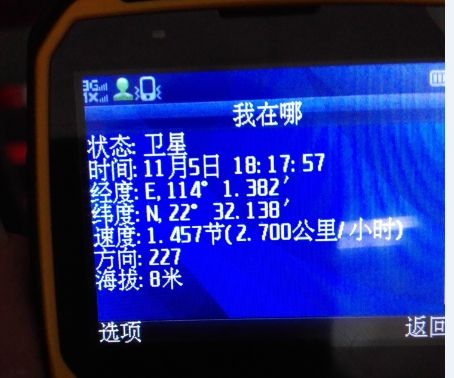 3G
1X
我在哪
状态: 卫星
时间: 11月5日 18:17:57
经度: E, 114° 1.382′
纬度: N, 22° 32.138′
速度: 1.457节(2.700公里/小时)
方向: 227
海拔: 8米
选项 返回